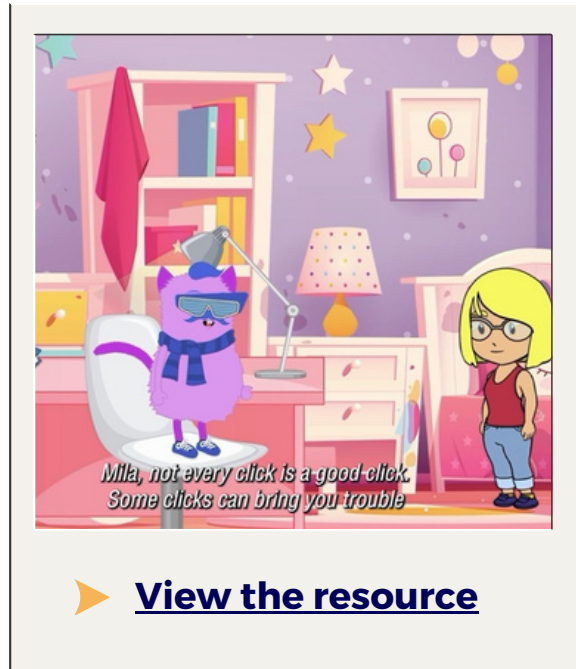 Mila, not every click is a good click.
Some clicks can bring you trouble
View the resource